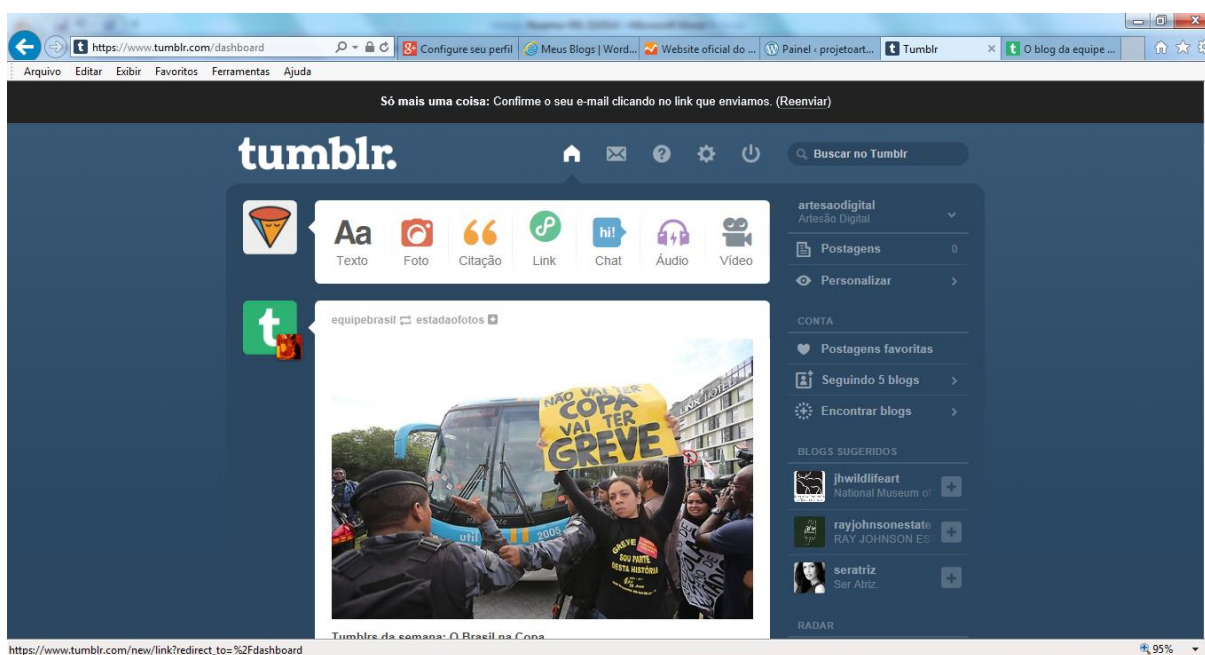 https://www.tumblr.com/dashboard
Configure seu perfil
Meus Blogs | Word...
Website oficial do ...
Painel ‹ projetoart...
Tumblr
O blog da equipe ...
Arquivo Editar Exibir Favoritos Ferramentas Ajuda
Só mais uma coisa: Confirme o seu e-mail clicando no link que enviamos. (Reenviar)
tumblr.
Buscar no Tumblr
Aa
hi!
Texto Foto Citação Link Chat Áudio Vídeo
artesaodigital
Artesão Digital
Postagens 0
Personalizar
CONTA
Postagens favoritas
Seguindo 5 blogs
Encontrar blogs
BLOGS SUGERIDOS
jhwildlifeart
National Museum of
rayjohnsonestate
RAY JOHNSON ES
seratriz
Ser Atriz.
RADAR
equipebrasil estadaofotos
NÃO VAI TER
COPA
VAI TER
GREVE
LINK HOTEL
util
2005
GREVE
SOU PARTE
DESTA HISTÓRIA
Tumblrs da semana: O Brasil na Copa
https://www.tumblr.com/new/link?redirect_to=%2Fdashboard
95%